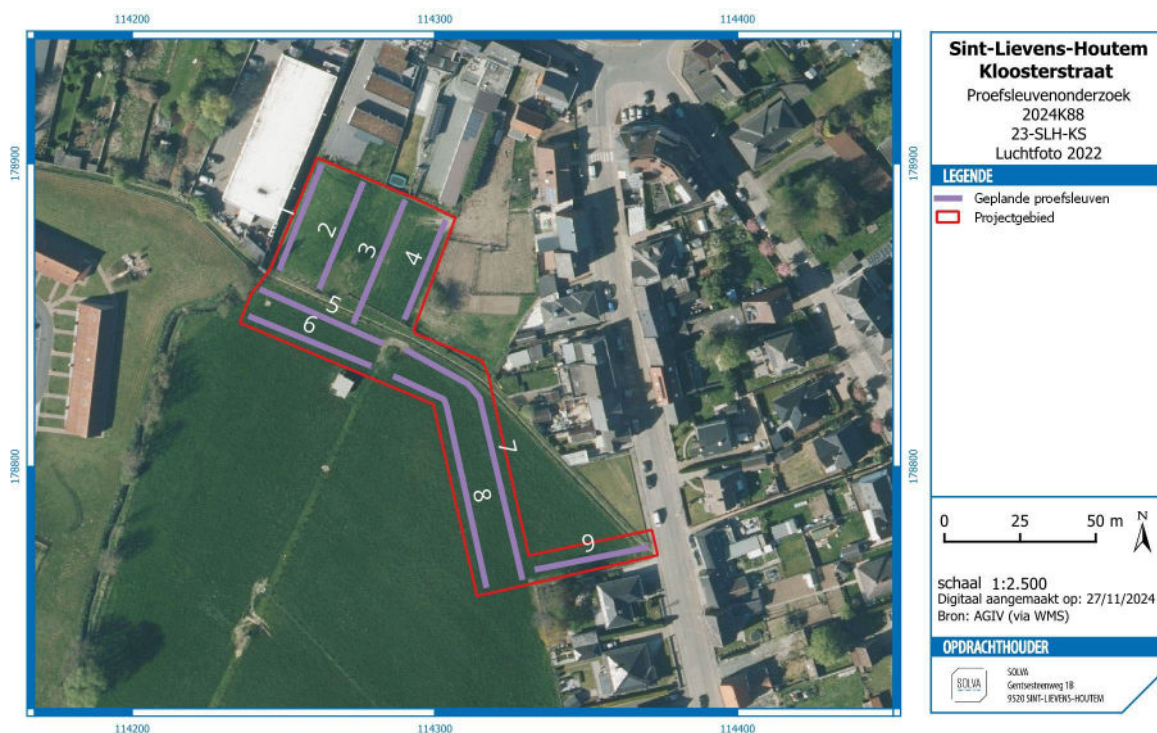 114200
114300
114400
Sint-Lievens-Houtem
Kloosterstraat
Proefsleuvenonderzoek
2024K88
23-SLH-KS
Luchtfoto 2022
LEGENDE
Geplande proefsleuven
Projectgebied
178900
178900
1
2
3
4
5
6
7
8
9
178800
178800
0 25 50 m
N
schaal 1:2.500
Digitaal aangemaakt op: 27/11/2024
Bron: AGIV (via WMS)
OPDRACHTHOUDER
SOLVA
SOLVA
Gentsesteenweg 1B
9520 SINT-LIEVENS-HOUTEM
114200
114300
114400